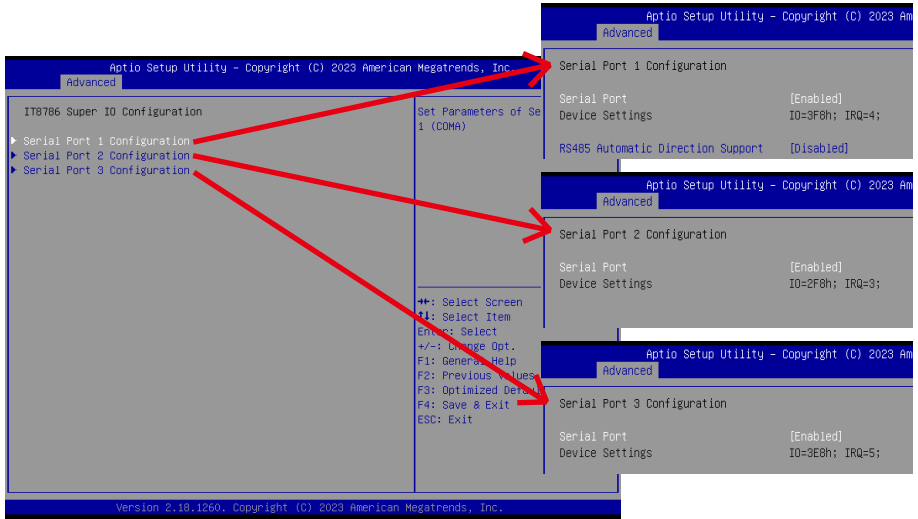 Aptio Setup Utility – Copyright (C) 2023 American Megatrends, Inc.
Advanced
IT8786 Super IO Configuration
Serial Port 1 Configuration
Serial Port 2 Configuration
Serial Port 3 Configuration
Set Parameters of Se
1 (COMA)
→←: Select Screen
↑↓: Select Item
Enter: Select
+/-: Change Opt.
F1: General Help
F2: Previous Values
F3: Optimized Defau
F4: Save & Exit
ESC: Exit
Version 2.18.1260. Copyright (C) 2023 American Megatrends, Inc.
Aptio Setup Utility – Copyright (C) 2023 Am
Advanced
Serial Port 1 Configuration
Serial Port [Enabled]
Device Settings IO=3F8h; IRQ=4;
RS485 Automatic Direction Support [Disabled]
Aptio Setup Utility – Copyright (C) 2023 Am
Advanced
Serial Port 2 Configuration
Serial Port [Enabled]
Device Settings IO=2F8h; IRQ=3;
Aptio Setup Utility – Copyright (C) 2023 Am
Advanced
Serial Port 3 Configuration
Serial Port [Enabled]
Device Settings IO=3E8h; IRQ=5;